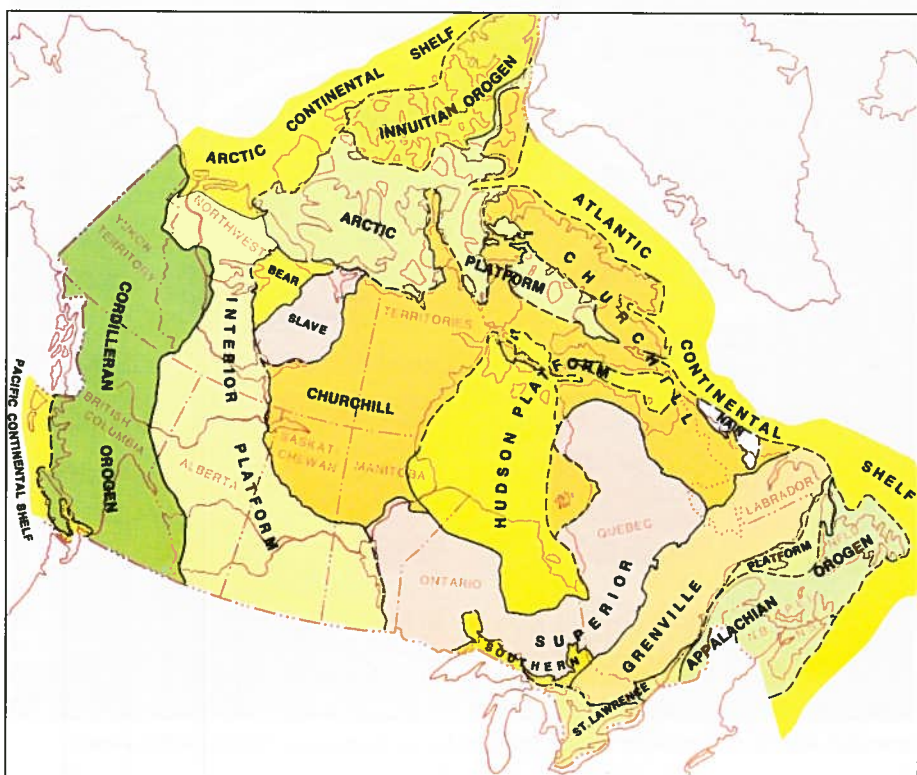 ARCTIC CONTINENTAL SHELF
INNUITIAN OROGEN
ATLANTIC
CONTINENTAL
SHELF
NORTHWEST
TERRITORIES
ARCTIC
PLATFORM
CHURCHILL
YUKON
TERRITORY
BEAR
SLAVE
CORDILLERAN
OROGEN
INTERIOR
PLATFORM
CHURCHILL
HUDSON PLATFORM
NAIN
PACIFIC CONTINENTAL SHELF
BRITISH
COLUMBIA
ALBERTA
SASKAT
CHEWAN
MANITOBA
ONTARIO
QUEBEC
LABRADOR
SUPERIOR
SOUTHERN
GRENVILLE
PLATFORM
APPALACHIAN
OROGEN
ST. LAWRENCE